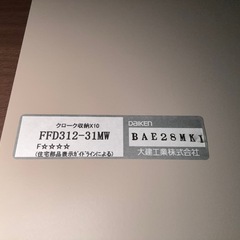 クローク収納X10
FFD312-31MW
F☆☆☆☆
(住宅部品表示ガイドラインによる)
DAIKEN
BAE28MK1
大建工業株式会社